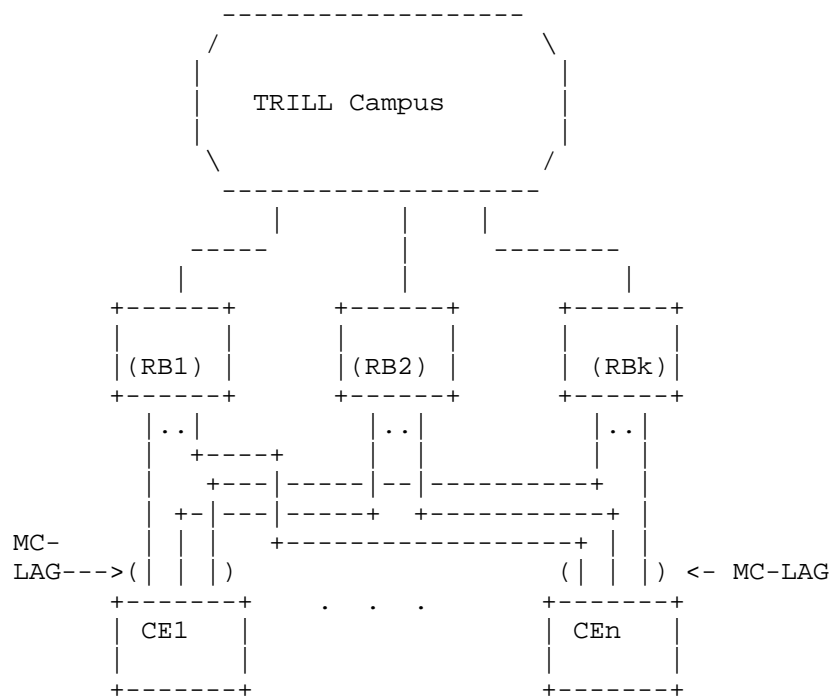 TRILL Campus
(RB1) (RB2) (RBk)
MC-
LAG--->( ) ( ) <- MC-LAG
CE1 . . . CEn